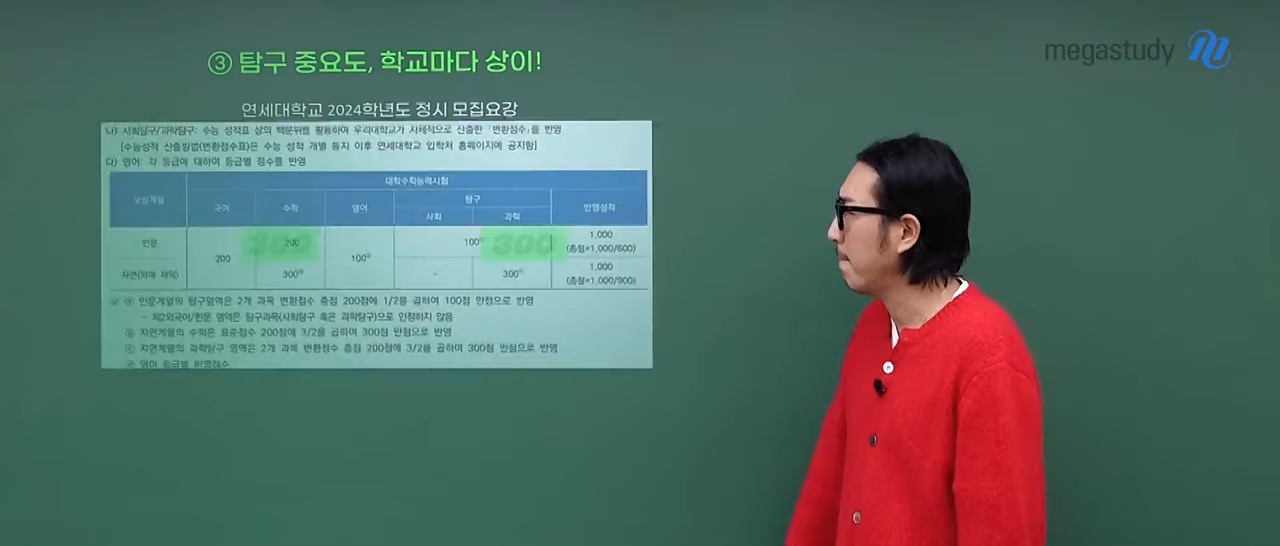 ③ 탐구 중요도, 학교마다 상이!
megastudy
연세대학교 2024학년도 정시 모집요강
나) 사회탐구/과학탐구: 수능 성적표 상의 백분위를 활용하여 우리대학교가 자체적으로 산출한 「변환점수」를 반영
[수능성적 산출방법(변환점수표)은 수능 성적 개별 통지 이후 연세대학교 입학처 홈페이지에 공지함]
다) 영어: 각 등급에 대하여 등급별 점수를 반영
모집계열 대학수학능력시험
국어 수학 영어 탐구 반영성적
사회 과학
인문 200 200 100 100 1,000
(총점×1,000/600)
자연(의예 제외) 300 - 300 1,000
(총점×1,000/900)
300 300
ⓐ 인문계열의 탐구영역은 2개 과목 변환점수 총점 200점에 1/2을 곱하여 100점 만점으로 반영
- 제2외국어/한문 영역은 탐구과목(사회탐구 혹은 과학탐구)으로 인정하지 않음
ⓑ 자연계열의 수학은 표준점수 200점에 3/2을 곱하여 300점 만점으로 반영
ⓒ 자연계열의 과학탐구 영역은 2개 과목 변환점수 총점 200점에 3/2을 곱하여 300점 만점으로 반영
영어 등급별 반영점수